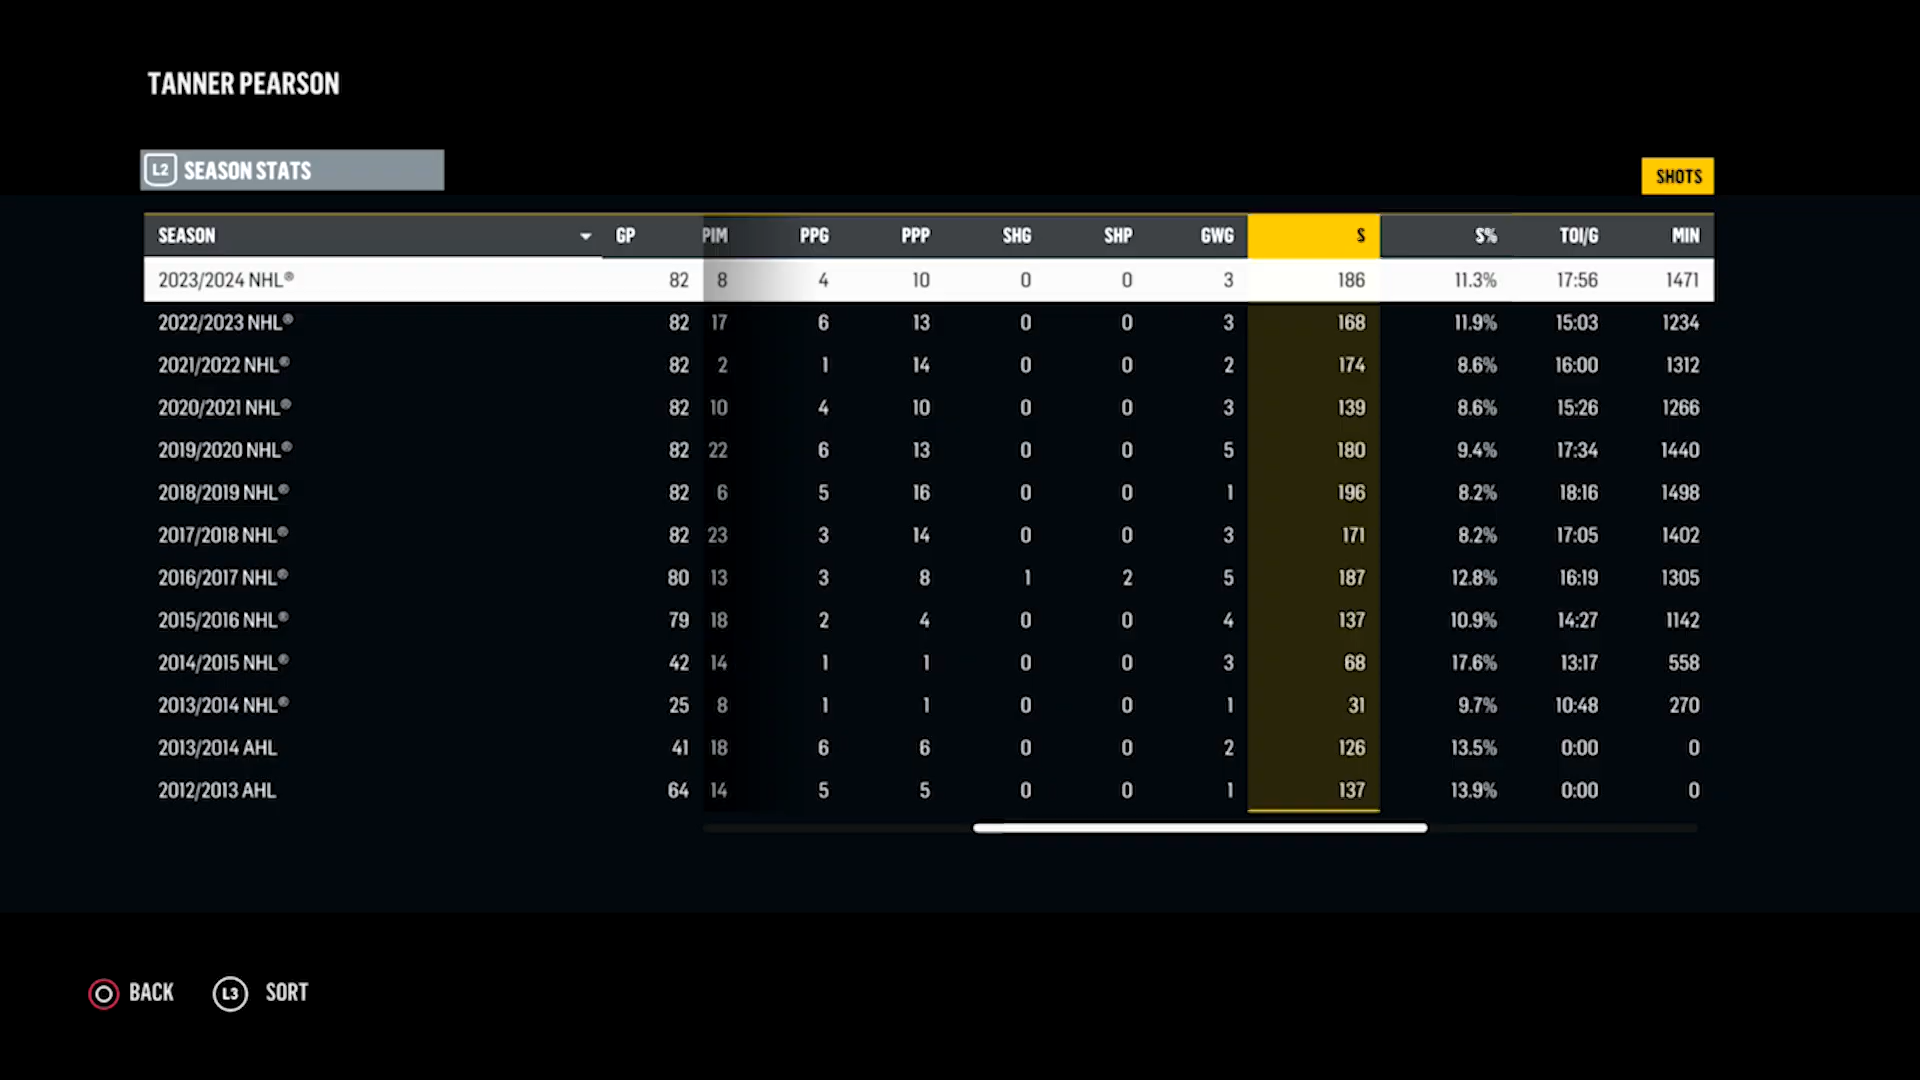 TANNER PEARSON
L2 SEASON STATS
SHOTS
SEASON GP PIM PPG PPP SHG SHP GWG S S% TOI/G MIN
2023/2024 NHL® 82 8 4 10 0 0 3 186 11.3% 17:56 1471
2022/2023 NHL® 82 17 6 13 0 0 3 168 11.9% 15:03 1234
2021/2022 NHL® 82 2 1 14 0 0 2 174 8.6% 16:00 1312
2020/2021 NHL® 82 10 4 10 0 0 3 139 8.6% 15:26 1266
2019/2020 NHL® 82 22 6 13 0 0 5 180 9.4% 17:34 1440
2018/2019 NHL® 82 6 5 16 0 0 1 196 8.2% 18:16 1498
2017/2018 NHL® 82 23 3 14 0 0 3 171 8.2% 17:05 1402
2016/2017 NHL® 80 13 3 8 1 2 5 187 12.8% 16:19 1305
2015/2016 NHL® 79 18 2 4 0 0 4 137 10.9% 14:27 1142
2014/2015 NHL® 42 14 1 1 0 0 3 68 17.6% 13:17 558
2013/2014 NHL® 25 8 1 1 0 0 1 31 9.7% 10:48 270
2013/2014 AHL 41 18 6 6 0 0 2 126 13.5% 0:00 0
2012/2013 AHL 64 14 5 5 0 0 1 137 13.9% 0:00 0
BACK L3 SORT